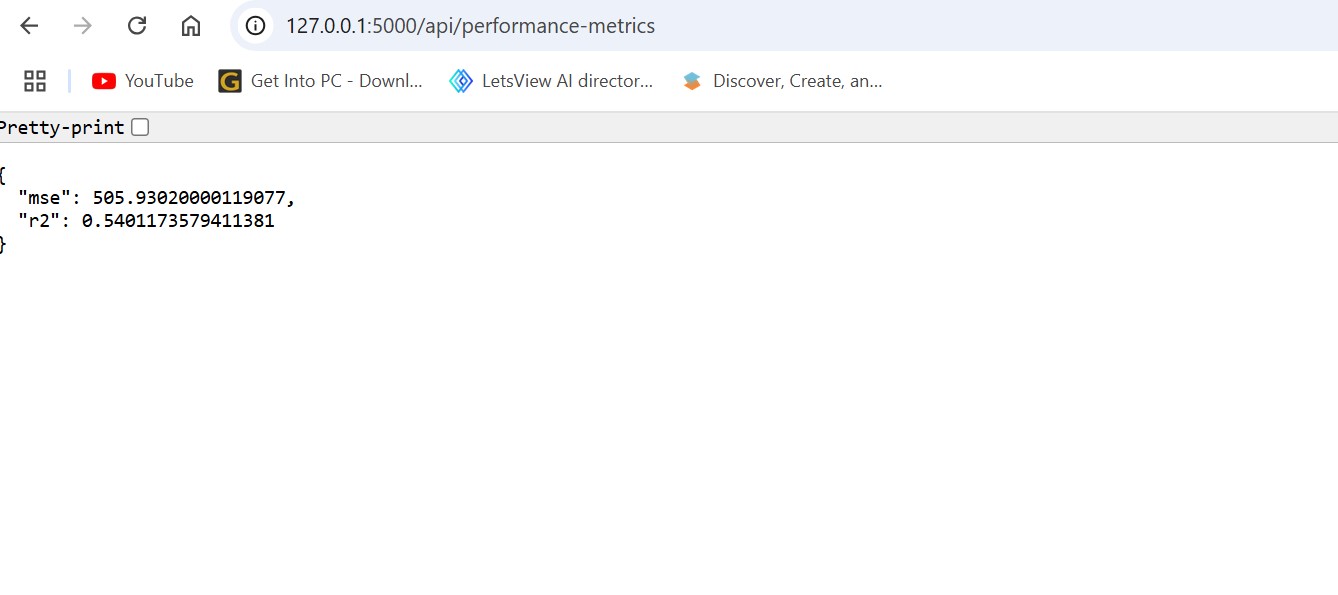 127.0.0.1:5000/api/performance-metrics
YouTube Get Into PC - Downl... LetsView AI director... Discover, Create, an...
Pretty-print
{
  "mse": 505.93020000119077,
  "r2": 0.5401173579411381
}